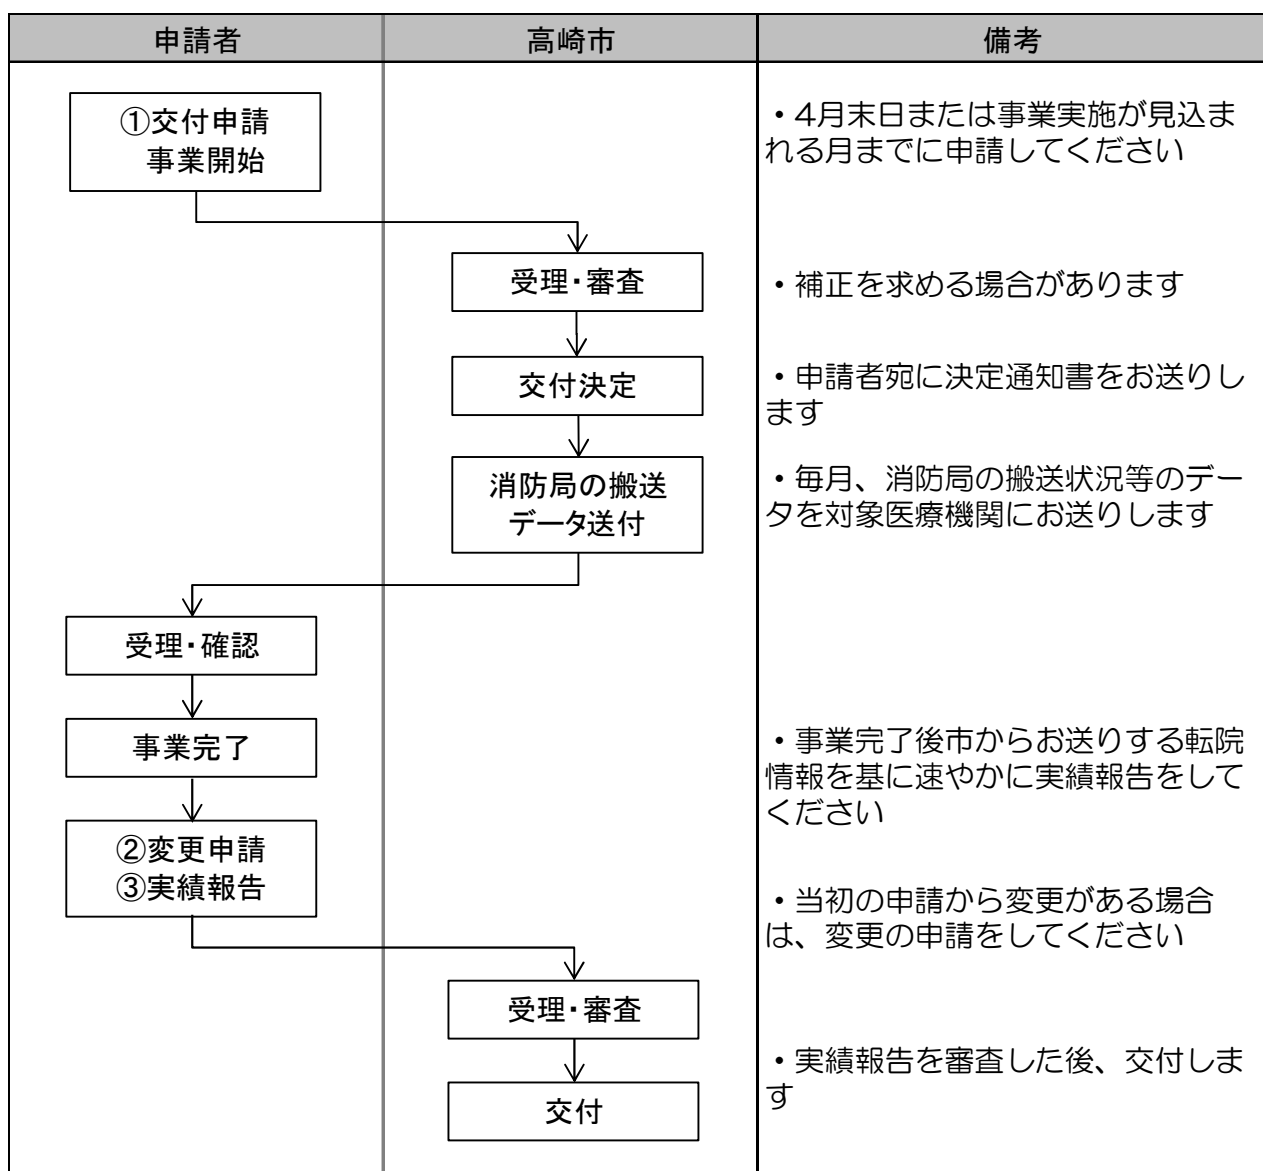 申請者
高崎市
備考
①交付申請
事業開始
・4月末日または事業実施が見込ま
れる月までに申請してください
受理・審査
・補正を求める場合があります
交付決定
・申請者宛に決定通知書をお送りし
ます
消防局の搬送
データ送付
・毎月、消防局の搬送状況等のデー
タを対象医療機関にお送りします
受理・確認
事業完了
・事業完了後市からお送りする転院
情報を基に速やかに実績報告をして
ください
②変更申請
③実績報告
・当初の申請から変更がある場合
は、変更の申請をしてください
受理・審査
・実績報告を審査した後、交付しま
す
交付